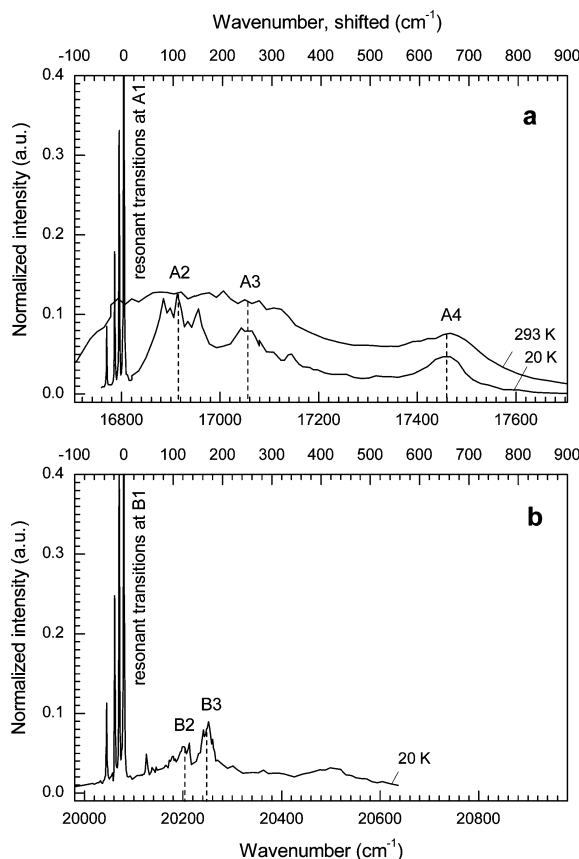 Wavenumber, shifted (cm-1)
-100 0 100 200 300 400 500 600 700 800 900
0.4
0.3
0.2
0.1
0.0
Normalized intensity (a.u.)
resonant transitions at A1
a
A2
A3
A4
293 K
20 K
16800 17000 17200 17400 17600
-100 0 100 200 300 400 500 600 700 800 900
0.4
0.3
0.2
0.1
0.0
Normalized intensity (a.u.)
resonant transitions at B1
b
B2
B3
20 K
20000 20200 20400 20600 20800
Wavenumber (cm-1)